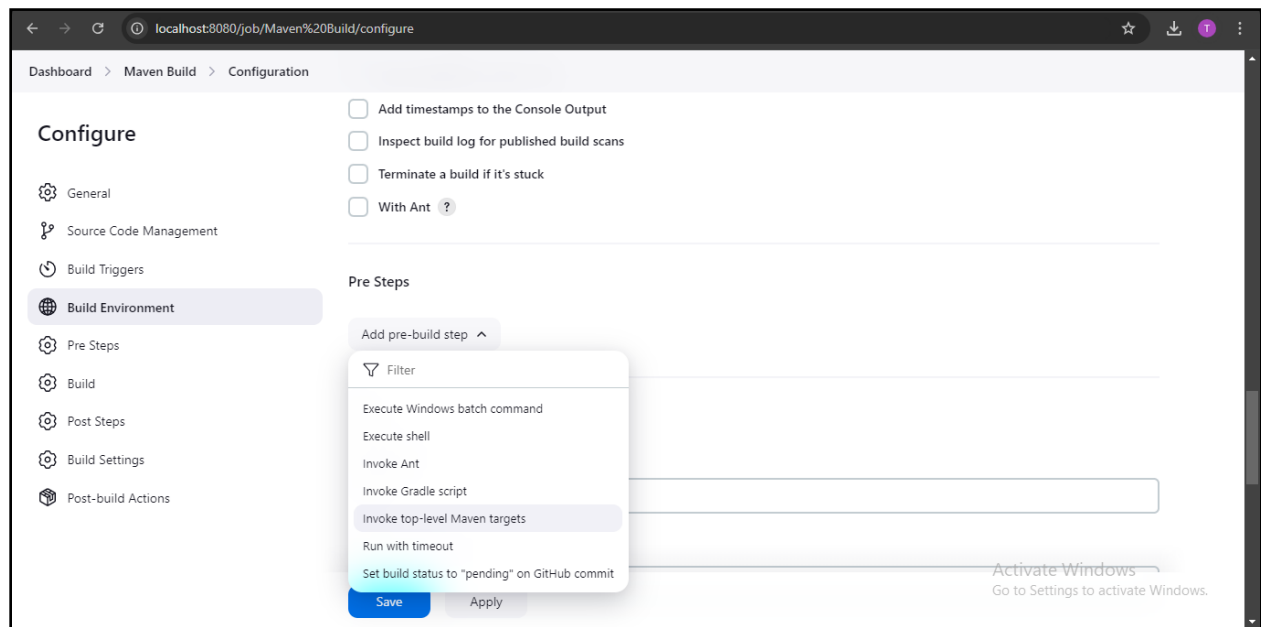 localhost:8080/job/Maven%20Build/configure
T
Dashboard > Maven Build > Configuration
Configure
General
Source Code Management
Build Triggers
Build Environment
Pre Steps
Build
Post Steps
Build Settings
Post-build Actions
Add timestamps to the Console Output
Inspect build log for published build scans
Terminate a build if it's stuck
With Ant ?
Pre Steps
Add pre-build step
Filter
Execute Windows batch command
Execute shell
Invoke Ant
Invoke Gradle script
Invoke top-level Maven targets
Run with timeout
Set build status to "pending" on GitHub commit
Save
Apply
Activate Windows
Go to Settings to activate Windows.